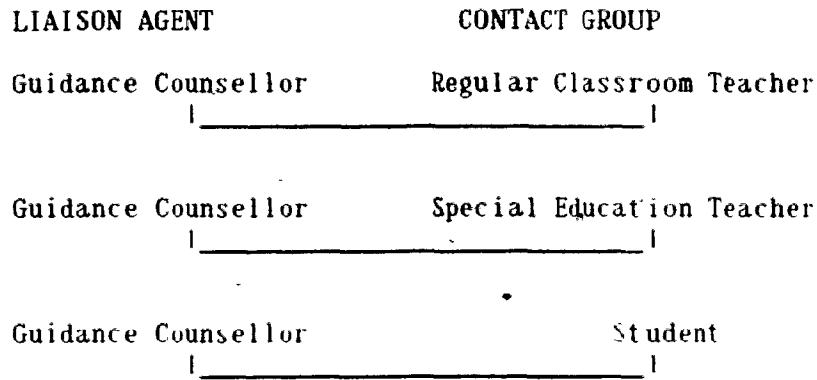 LIAISON AGENT CONTACT GROUP
Guidance Counsellor Regular Classroom Teacher
Guidance Counsellor Special Education Teacher
Guidance Counsellor Student